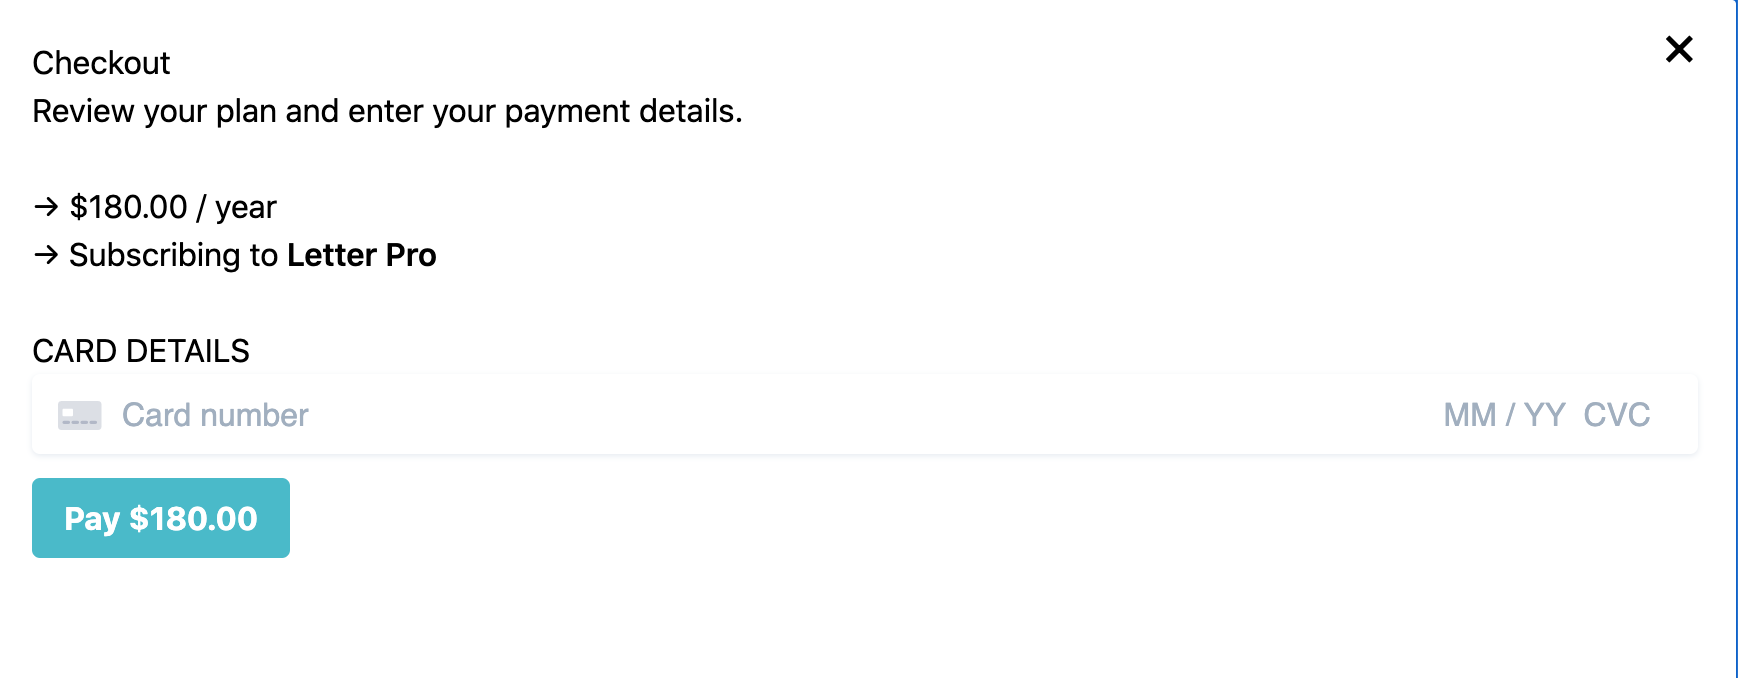 Checkout
Review your plan and enter your payment details.
→ $180.00 / year
→ Subscribing to Letter Pro
CARD DETAILS
Card number MM / YY CVC
Pay $180.00